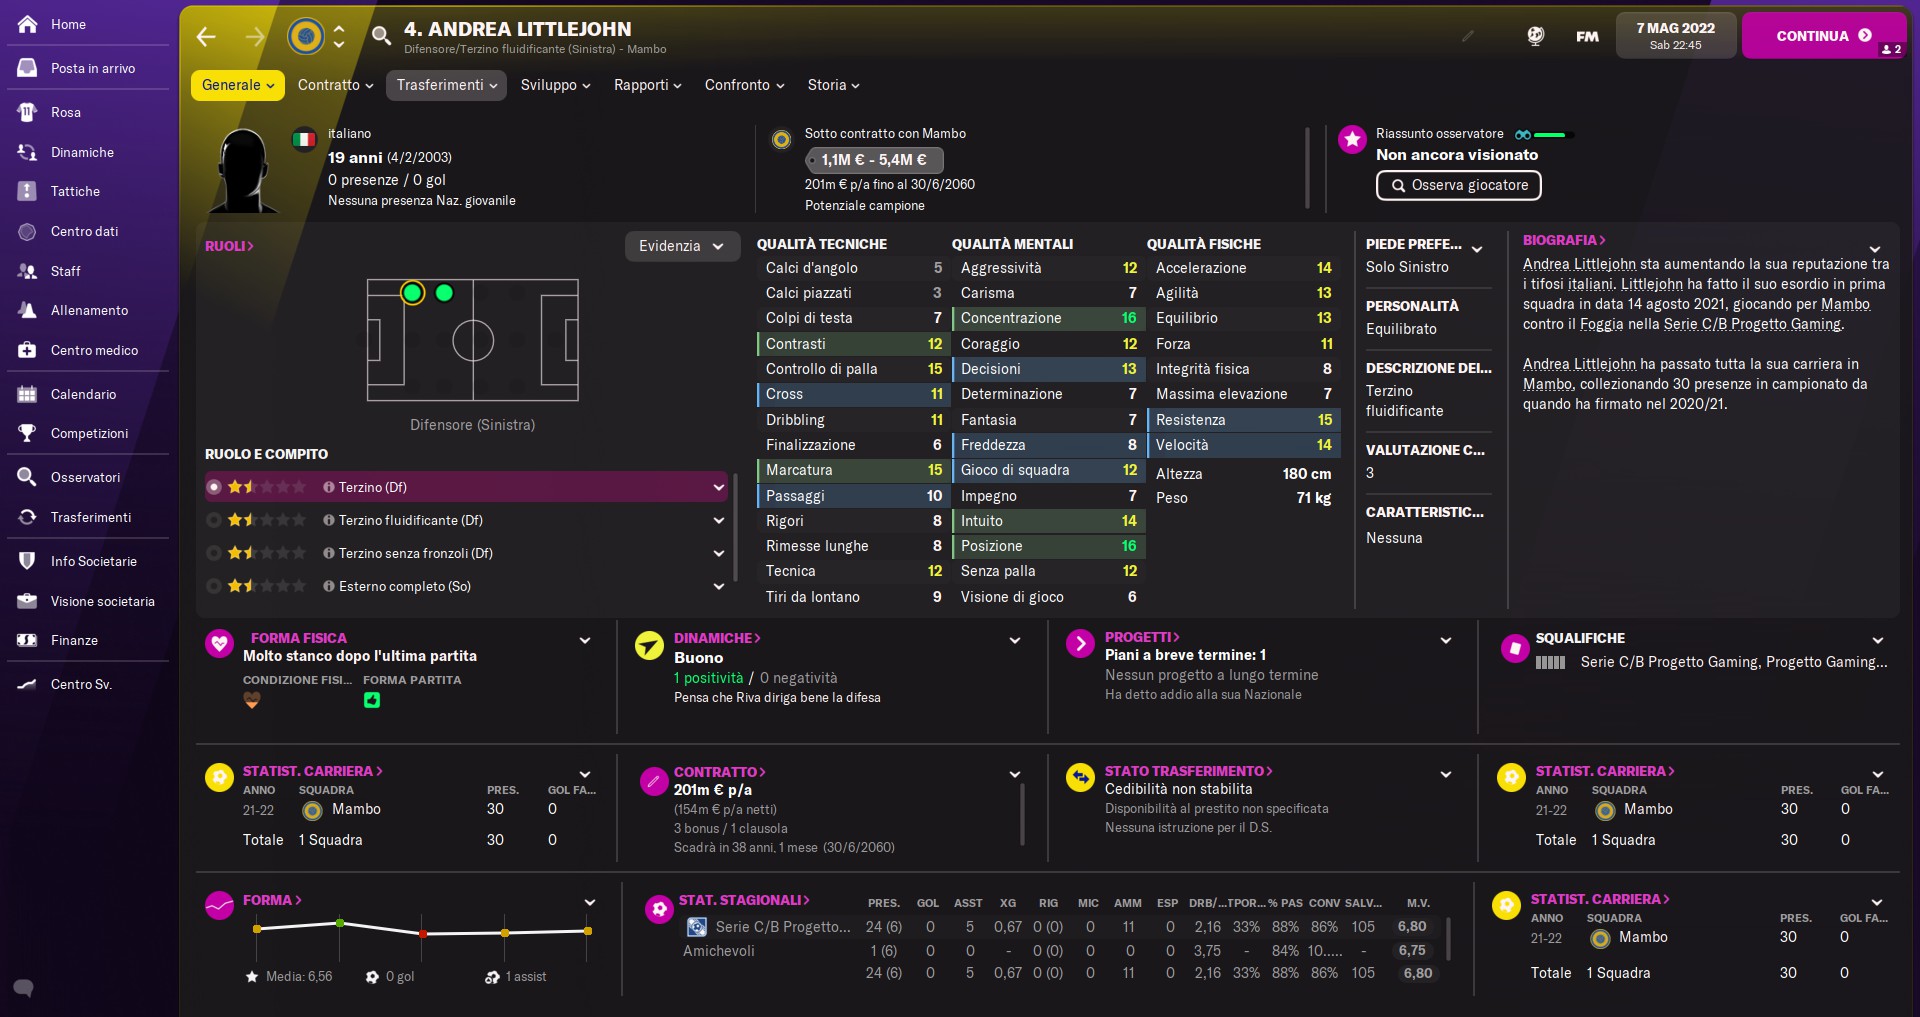 Home
Posta in arrivo
Rosa
Dinamiche
Tattiche
Centro dati
Staff
Allenamento
Centro medico
Calendario
Competizioni
Osservatori
Trasferimenti
Info Societarie
Visione societaria
Finanze
Centro Sv.
4. ANDREA LITTLEJOHN
Difensore/Terzino fluidificante (Sinistra) - Mambo
FM
7 MAG 2022
Sab 22:45
CONTINUA
2
Generale
Contratto
Trasferimenti
Sviluppo
Rapporti
Confronto
Storia
italiano
19 anni (4/2/2003)
0 presenze / 0 gol
Nessuna presenza Naz. giovanile
Sotto contratto con Mambo
1,1M € - 5,4M €
201m € p/a fino al 30/6/2060
Potenziale campione
Riassunto osservatore
Non ancora visionato
Osserva giocatore
RUOLI
Evidenzia
Difensore (Sinistra)
RUOLO E COMPITO
Terzino (Df)
Terzino fluidificante (Df)
Terzino senza fronzoli (Df)
Esterno completo (So)
QUALITÀ TECNICHE
Calci d'angolo 5
Calci piazzati 3
Colpi di testa 7
Contrasti 12
Controllo di palla 15
Cross 11
Dribbling 11
Finalizzazione 6
Marcatura 15
Passaggi 10
Rigori 8
Rimesse lunghe 8
Tecnica 12
Tiri da lontano 9
QUALITÀ MENTALI
Aggressività 12
Carisma 7
Concentrazione 16
Coraggio 12
Decisioni 13
Determinazione 7
Fantasia 7
Freddezza 8
Gioco di squadra 12
Impegno 7
Intuito 14
Posizione 16
Senza palla 12
Visione di gioco 6
QUALITÀ FISICHE
Accelerazione 14
Agilità 13
Equilibrio 13
Forza 11
Integrità fisica 8
Massima elevazione 7
Resistenza 15
Velocità 14
Altezza 180 cm
Peso 71 kg
PIEDE PREFE...
Solo Sinistro
PERSONALITÀ
Equilibrato
DESCRIZIONE DEI...
Terzino
fluidificante
VALUTAZIONE C...
3
CARATTERISTIC...
Nessuna
BIOGRAFIA
Andrea Littlejohn sta aumentando la sua reputazione tra
i tifosi italiani. Littlejohn ha fatto il suo esordio in prima
squadra in data 14 agosto 2021, giocando per Mambo
contro il Foggia nella Serie C/B Progetto Gaming.
Andrea Littlejohn ha passato tutta la sua carriera in
Mambo, collezionando 30 presenze in campionato da
quando ha firmato nel 2020/21.
FORMA FISICA
Molto stanco dopo l'ultima partita
CONDIZIONE FISI... FORMA PARTITA
DINAMICHE
Buono
1 positività / 0 negatività
Pensa che Riva diriga bene la difesa
PROGETTI
Piani a breve termine: 1
Nessun progetto a lungo termine
Ha detto addio alla sua Nazionale
SQUALIFICHE
Serie C/B Progetto Gaming, Progetto Gaming...
STATIST. CARRIERA
ANNO SQUADRA PRES. GOL FA...
21-22 Mambo 30 0
Totale 1 Squadra 30 0
CONTRATTO
201m € p/a
(154m € p/a netti)
3 bonus / 1 clausola
Scadrà in 38 anni, 1 mese (30/6/2060)
STATO TRASFERIMENTO
Cedibilità non stabilita
Disponibilità al prestito non specificata
Nessuna istruzione per il D.S.
STATIST. CARRIERA
ANNO SQUADRA PRES. GOL FA...
21-22 Mambo 30 0
Totale 1 Squadra 30 0
FORMA
Media: 6,56 0 gol 1 assist
STAT. STAGIONALI PRES. GOL ASST XG RIG MIC AMM ESP DRB/... TPOR... % PAS CONV SALV... M.V.
Serie C/B Progetto... 24 (6) 0 5 0,67 0 (0) 0 11 0 2,16 33% 88% 86% 105 6,80
Amichevoli 1 (6) 0 0 - 0 (0) 0 0 0 3,75 - 84% 10..... - 6,75
24 (6) 0 5 0,67 0 (0) 0 11 0 2,16 33% 88% 86% 105 6,80
STATIST. CARRIERA
ANNO SQUADRA PRES. GOL FA...
21-22 Mambo 30 0
Totale 1 Squadra 30 0